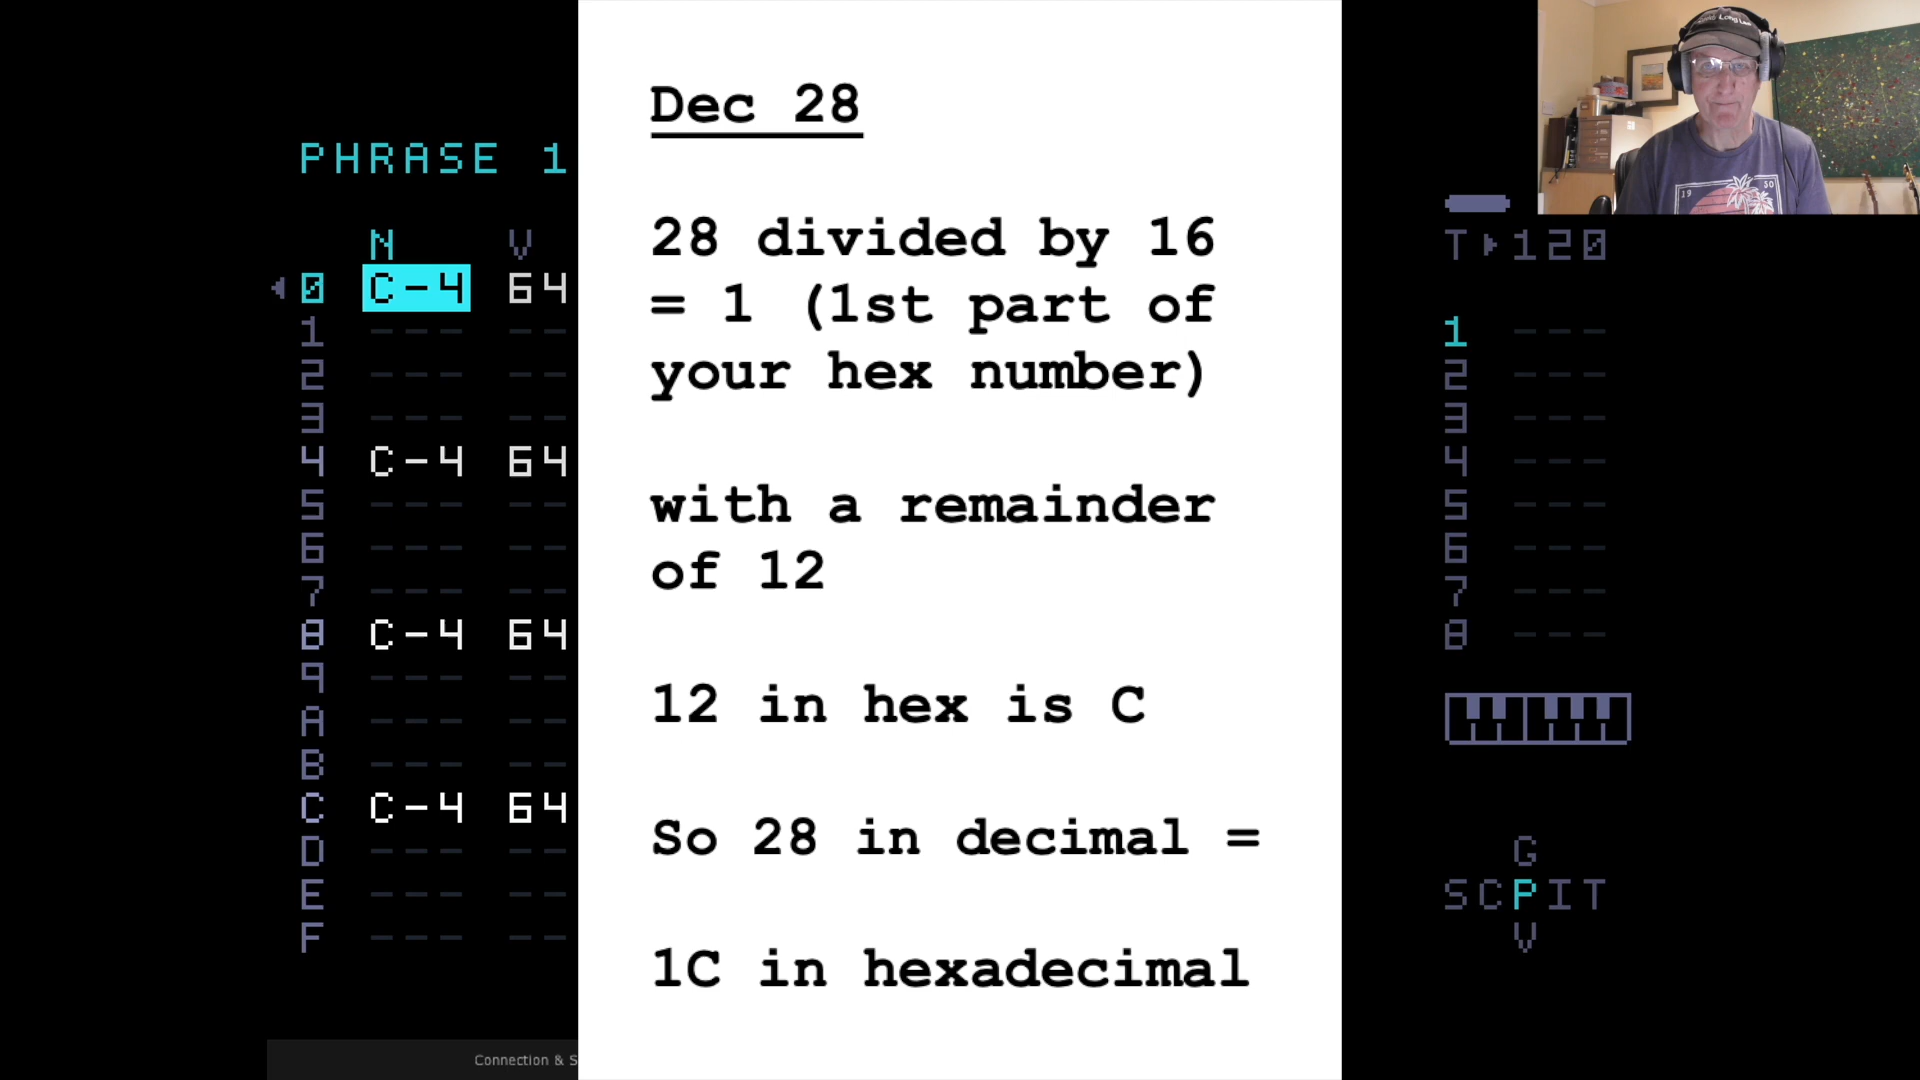 Dec 28
28 divided by 16
= 1 (1st part of
your hex number)
with a remainder
of 12
12 in hex is C
So 28 in decimal =
1C in hexadecimal
PHRASE 1
N V
0 C-4 64
1 --- --
2 --- --
3 --- --
4 C-4 64
5 --- --
6 --- --
7 --- --
8 C-4 64
9 --- --
A --- --
B --- --
C C-4 64
D --- --
E --- --
F --- --
Connection & S
T 120
1 ---
2 ---
3 ---
4 ---
5 ---
6 ---
7 ---
8 ---
G
SCPIT
V
19 50